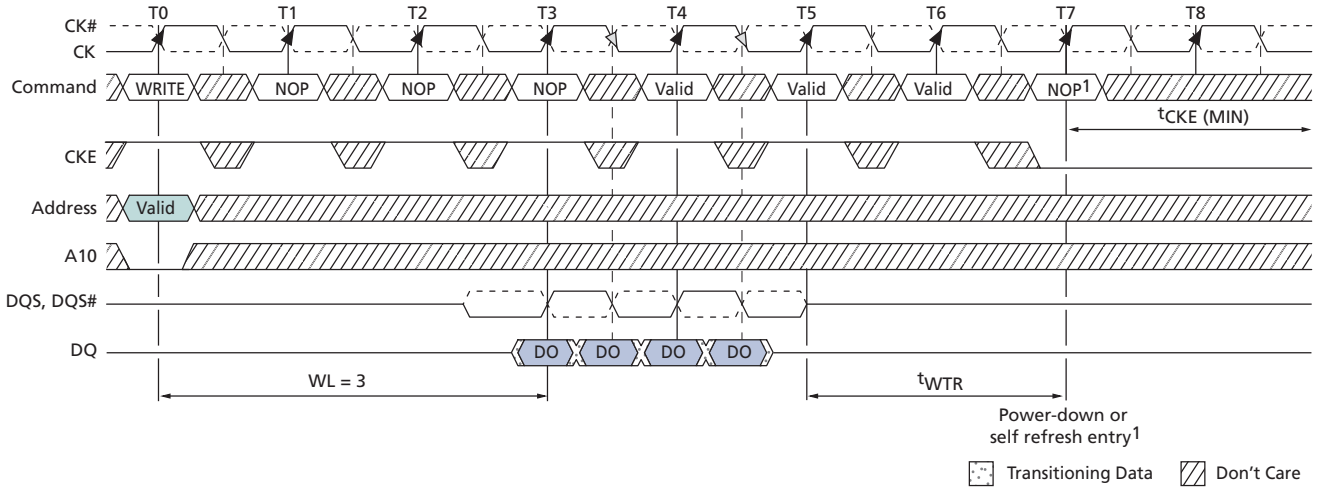 T0 T1 T2 T3 T4 T5 T6 T7 T8
CK#
CK
Command WRITE NOP NOP NOP Valid Valid Valid NOP1
tCKE (MIN)
CKE
Address Valid
A10
DQS, DQS#
DQ DO DO DO DO
WL = 3 tWTR
Power-down or
self refresh entry1
Transitioning Data Don't Care